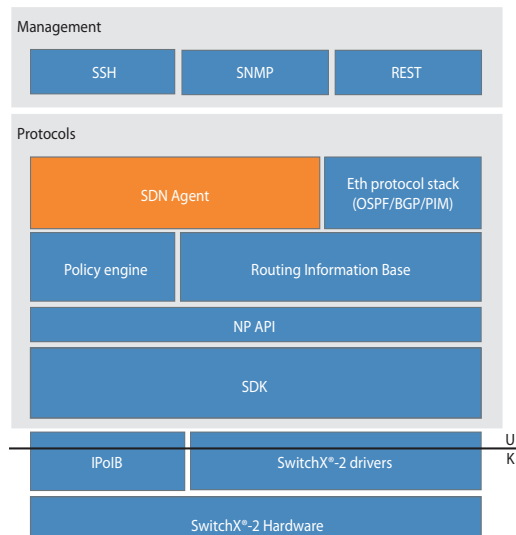 Management
SSH
SNMP
REST
Protocols
SDN Agent
Eth protocol stack
(OSPF/BGP/PIM)
Policy engine
Routing Information Base
NP API
SDK
U
K
IPoIB
SwitchX®-2 drivers
SwitchX®-2 Hardware